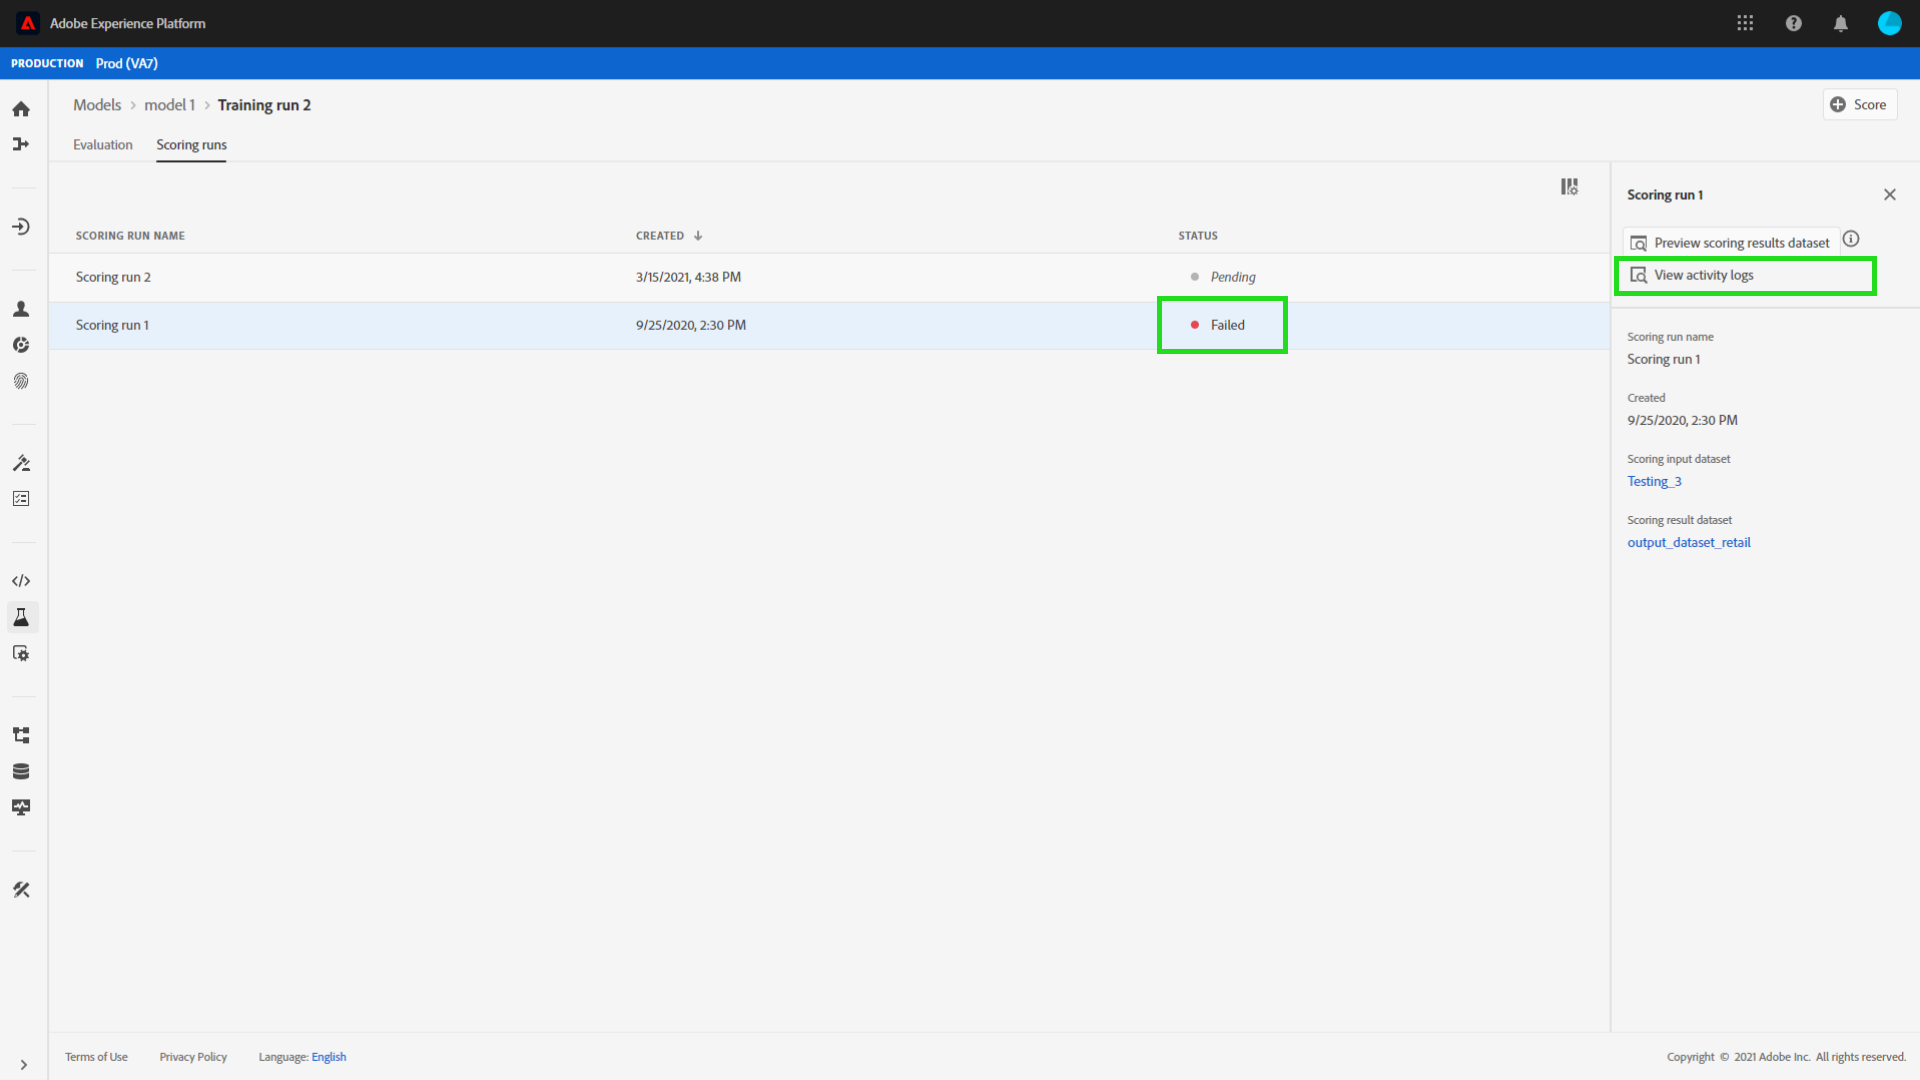 Adobe Experience Platform
PRODUCTION Prod (VA7)
Models > model 1 > Training run 2
Score
Evaluation Scoring runs
Scoring run 1
SCORING RUN NAME CREATED ↓ STATUS
Preview scoring results dataset
Scoring run 2 3/15/2021, 4:38 PM Pending
View activity logs
Scoring run 1 9/25/2020, 2:30 PM Failed
Scoring run name
Scoring run 1
Created
9/25/2020, 2:30 PM
Scoring input dataset
Testing_3
Scoring result dataset
output_dataset_retail
Terms of Use Privacy Policy Language: English Copyright © 2021 Adobe Inc. All rights reserved.